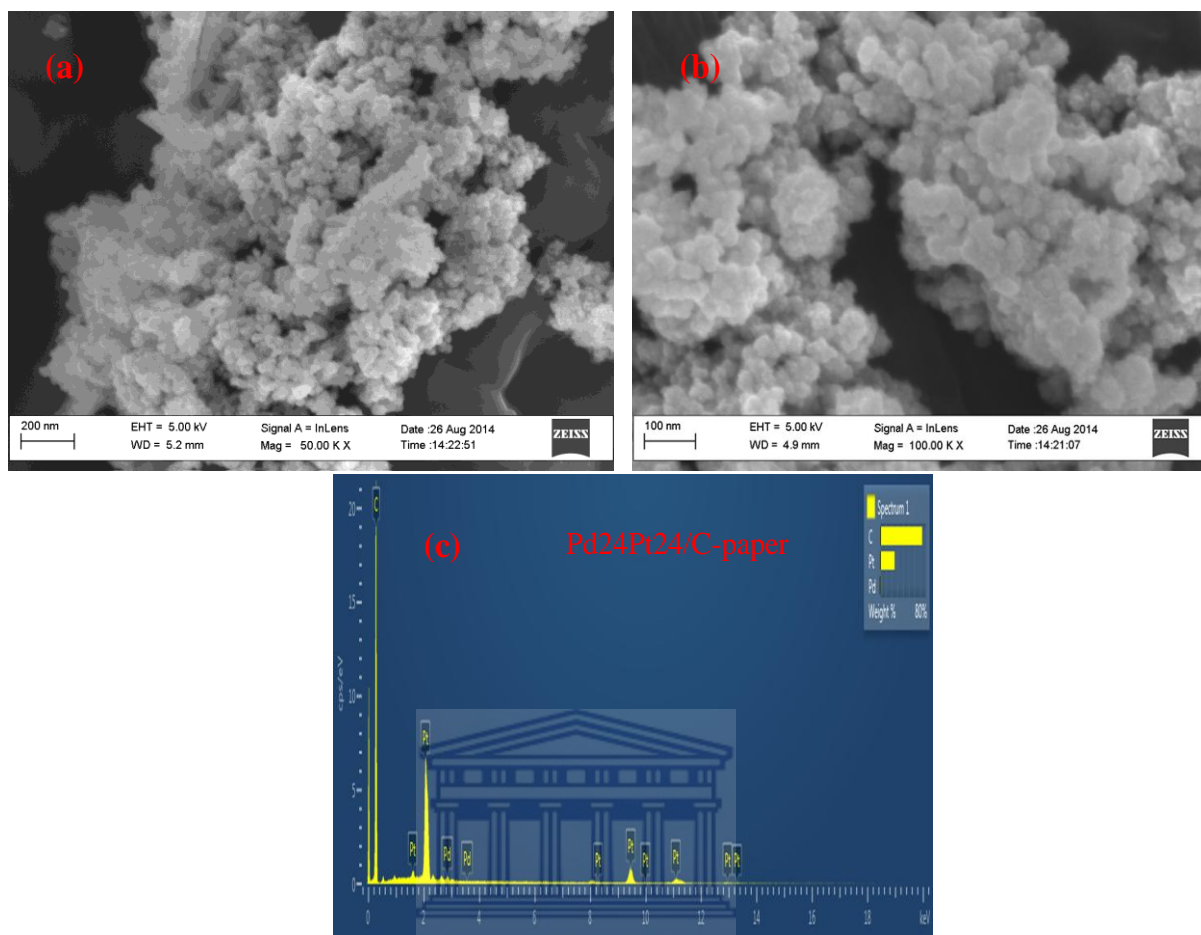 (a)
200 nm
EHT = 5.00 kV
WD = 5.2 mm
Signal A = InLens
Mag = 50.00 K X
Date :26 Aug 2014
Time :14:22:51
ZEISS
(b)
100 nm
EHT = 5.00 kV
WD = 4.9 mm
Signal A = InLens
Mag = 100.00 K X
Date :26 Aug 2014
Time :14:21:07
ZEISS
(c)
Pd24Pt24/C-paper
Spectrum 1
C
Pt
Pd
Weight % 80%
cps/eV
20
15
10
5
0
C
Pt
Pt
Pd
Pd
Pt
Pt
Pt
Pt
Pt
Pt
0 2 4 6 8 10 12 14 16 18 keV